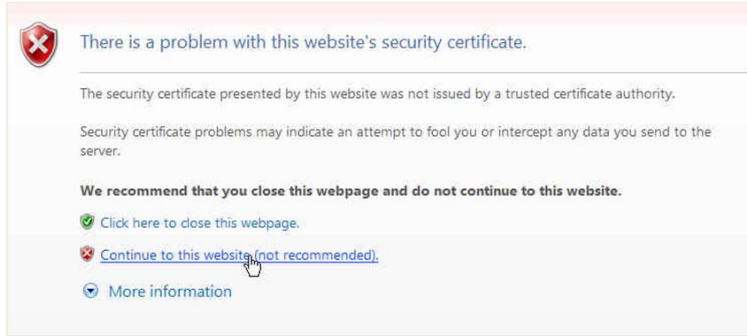 There is a problem with this website's security certificate.
The security certificate presented by this website was not issued by a trusted certificate authority.
Security certificate problems may indicate an attempt to fool you or intercept any data you send to the
server.
We recommend that you close this webpage and do not continue to this website.
Click here to close this webpage.
Continue to this website (not recommended).
More information